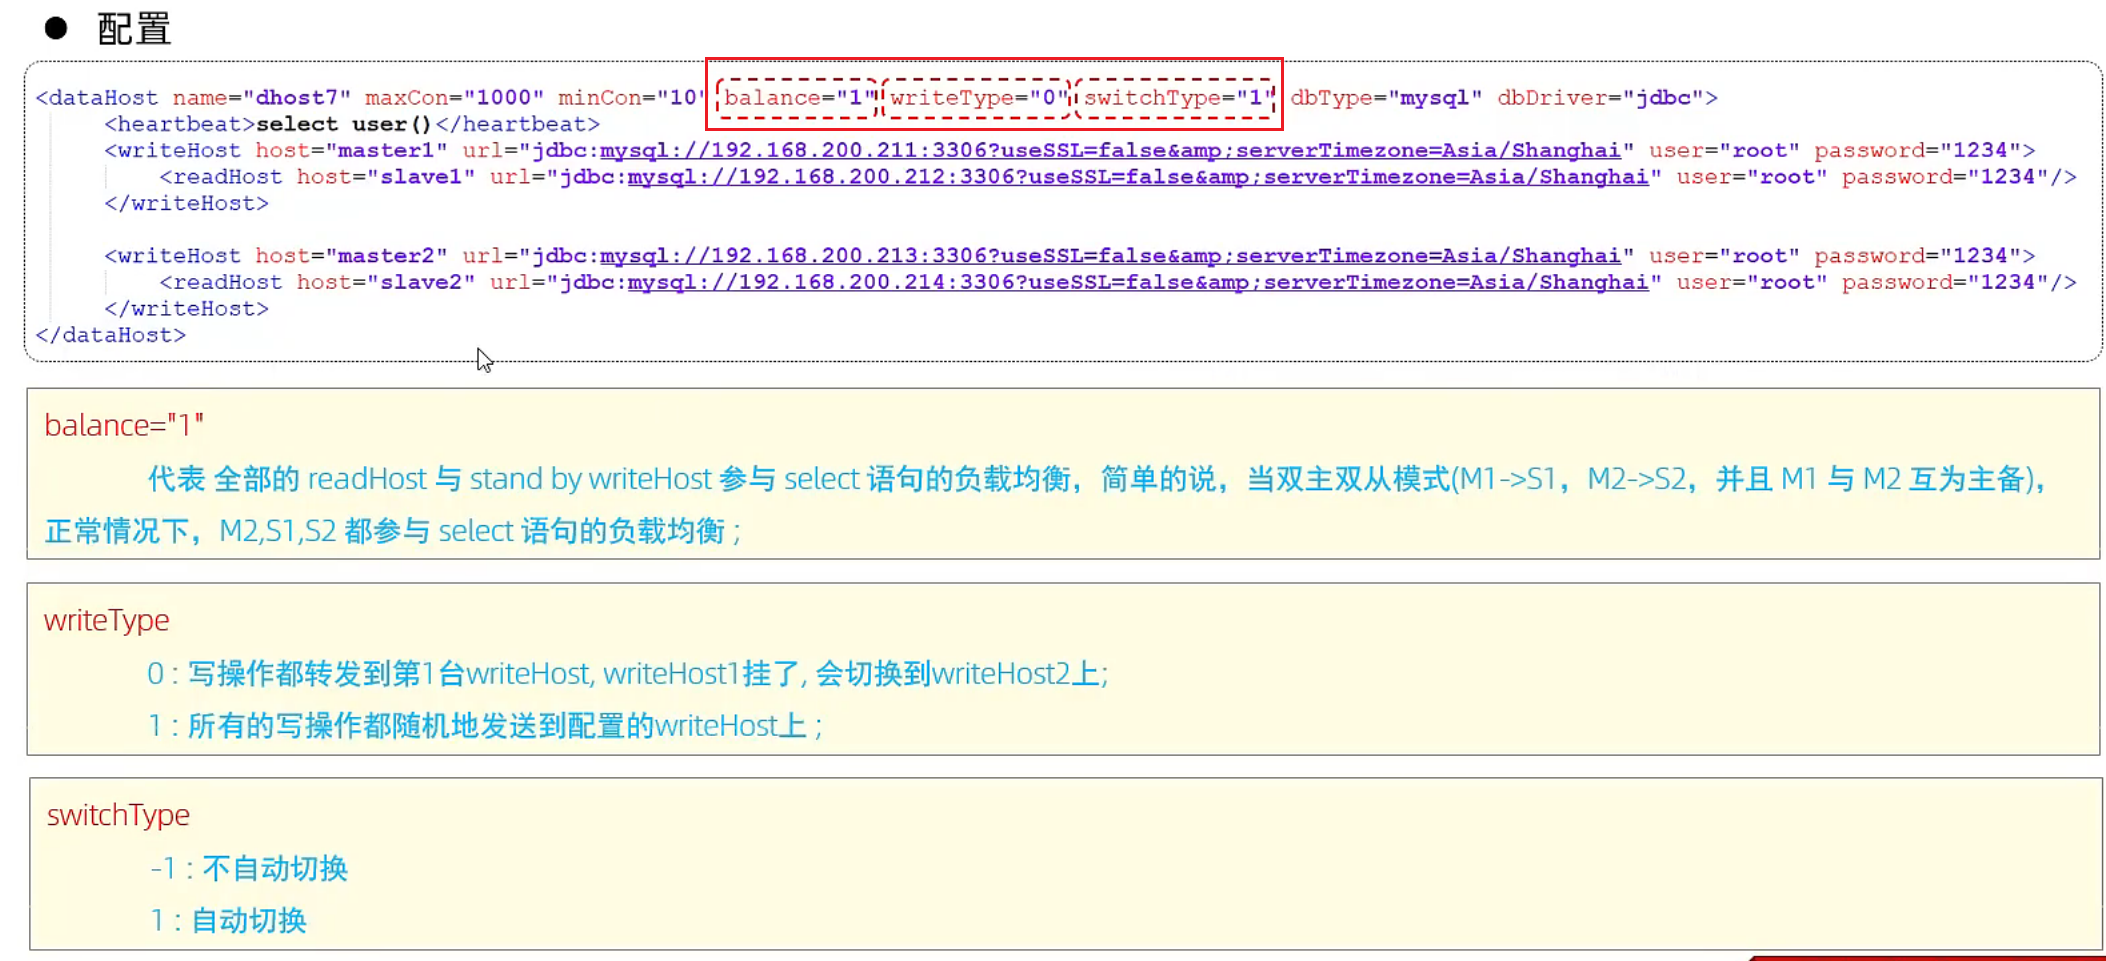 ● 配置
<dataHost name="dhost7" maxCon="1000" minCon="10" balance="1" writeType="0" switchType="1" dbType="mysql" dbDriver="jdbc">
<heartbeat>select user()</heartbeat>
<writeHost host="master1" url="jdbc:mysql://192.168.200.211:3306?useSSL=false&amp;serverTimezone=Asia/Shanghai" user="root" password="1234">
<readHost host="slave1" url="jdbc:mysql://192.168.200.212:3306?useSSL=false&amp;serverTimezone=Asia/Shanghai" user="root" password="1234"/>
</writeHost>
<writeHost host="master2" url="jdbc:mysql://192.168.200.213:3306?useSSL=false&amp;serverTimezone=Asia/Shanghai" user="root" password="1234">
<readHost host="slave2" url="jdbc:mysql://192.168.200.214:3306?useSSL=false&amp;serverTimezone=Asia/Shanghai" user="root" password="1234"/>
</writeHost>
</dataHost>
balance="1"
代表 全部的 readHost 与 stand by writeHost 参与 select 语句的负载均衡，简单的说，当双主双从模式(M1->S1，M2->S2，并且 M1 与 M2 互为主备)，
正常情况下，M2,S1,S2 都参与 select 语句的负载均衡 ;
writeType
0 : 写操作都转发到第1台writeHost, writeHost1挂了, 会切换到writeHost2上;
1 : 所有的写操作都随机地发送到配置的writeHost上 ;
switchType
-1 : 不自动切换
1 : 自动切换